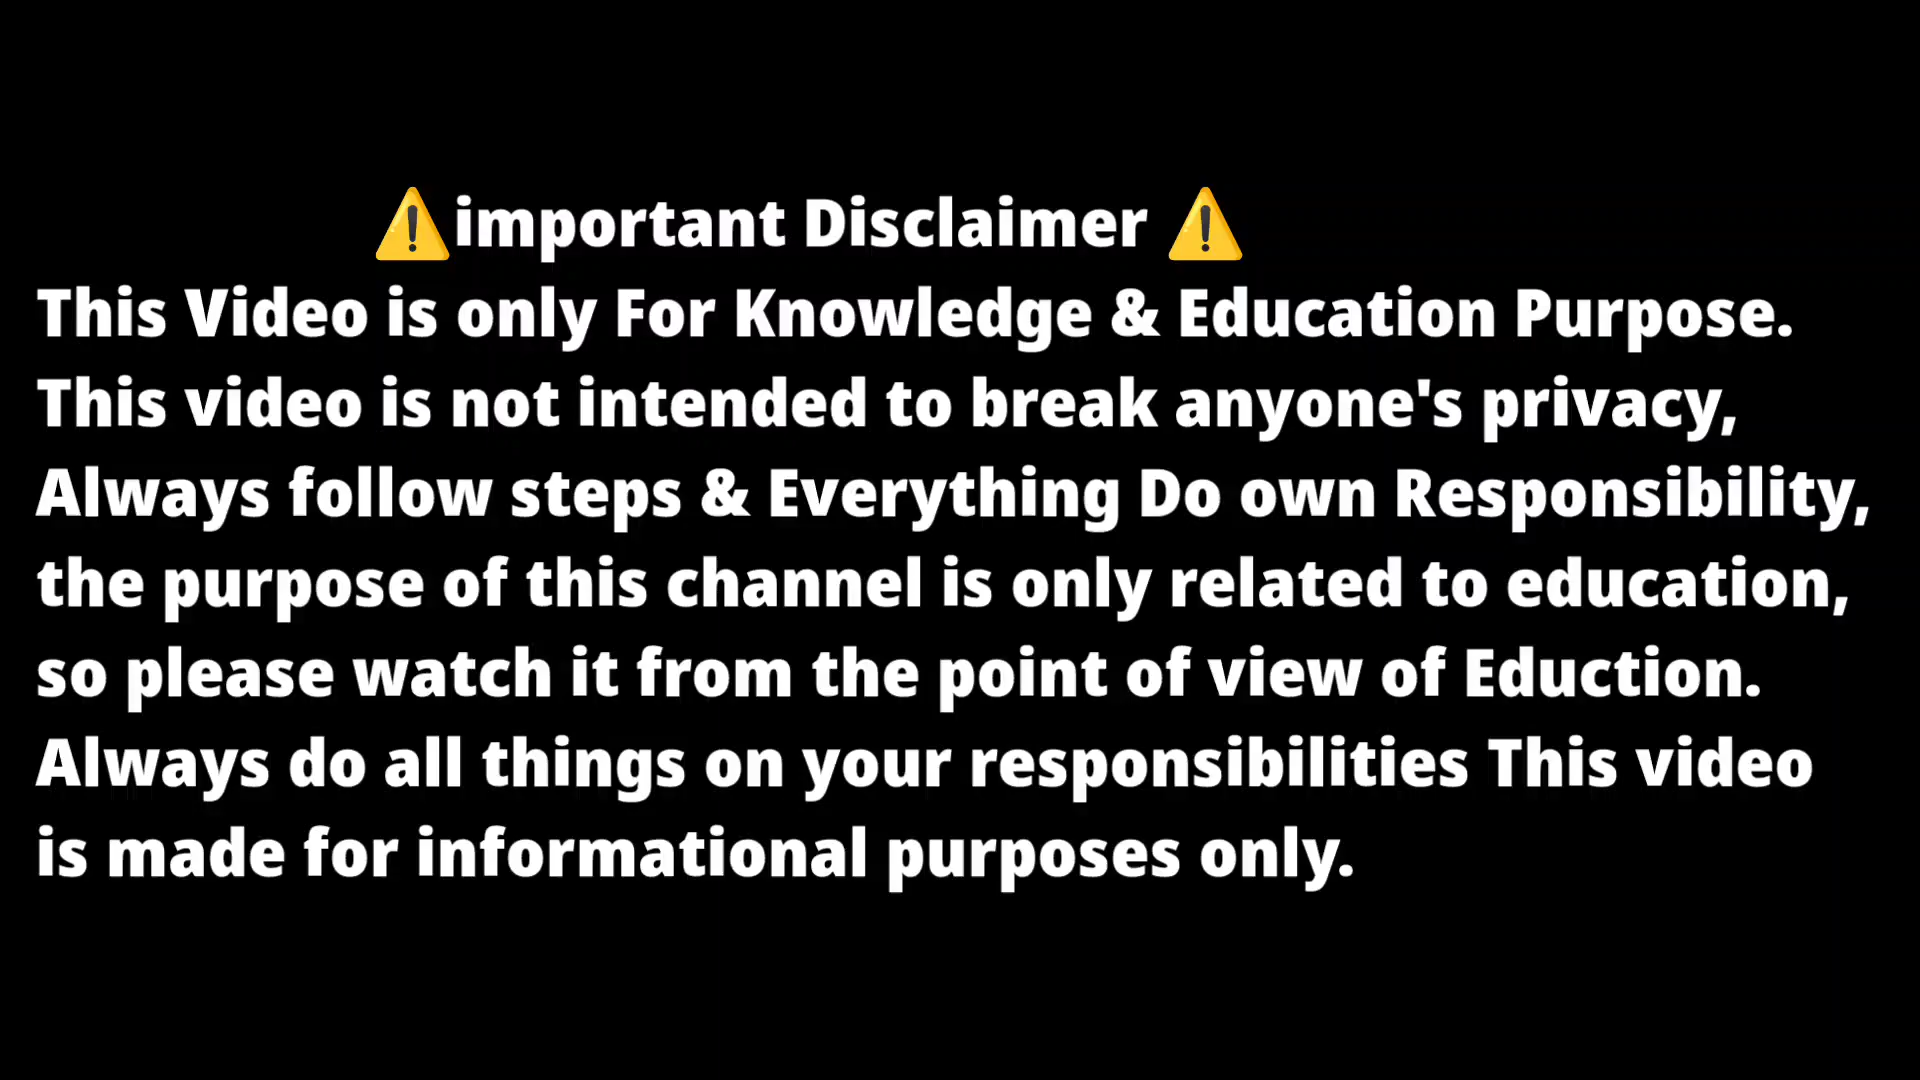 ⚠️important Disclaimer ⚠️
This Video is only For Knowledge & Education Purpose.
This video is not intended to break anyone's privacy,
Always follow steps & Everything Do own Responsibility,
the purpose of this channel is only related to education,
so please watch it from the point of view of Eduction.
Always do all things on your responsibilities This video
is made for informational purposes only.